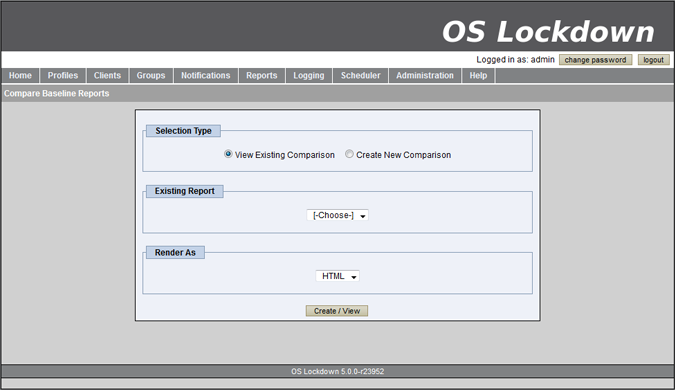 OS Lockdown
Logged in as: admin change password logout
Home Profiles Clients Groups Notifications Reports Logging Scheduler Administration Help
Compare Baseline Reports
Selection Type
View Existing Comparison Create New Comparison
Existing Report
[-Choose-]
Render As
HTML
Create / View
OS Lockdown 5.0.0-r23952